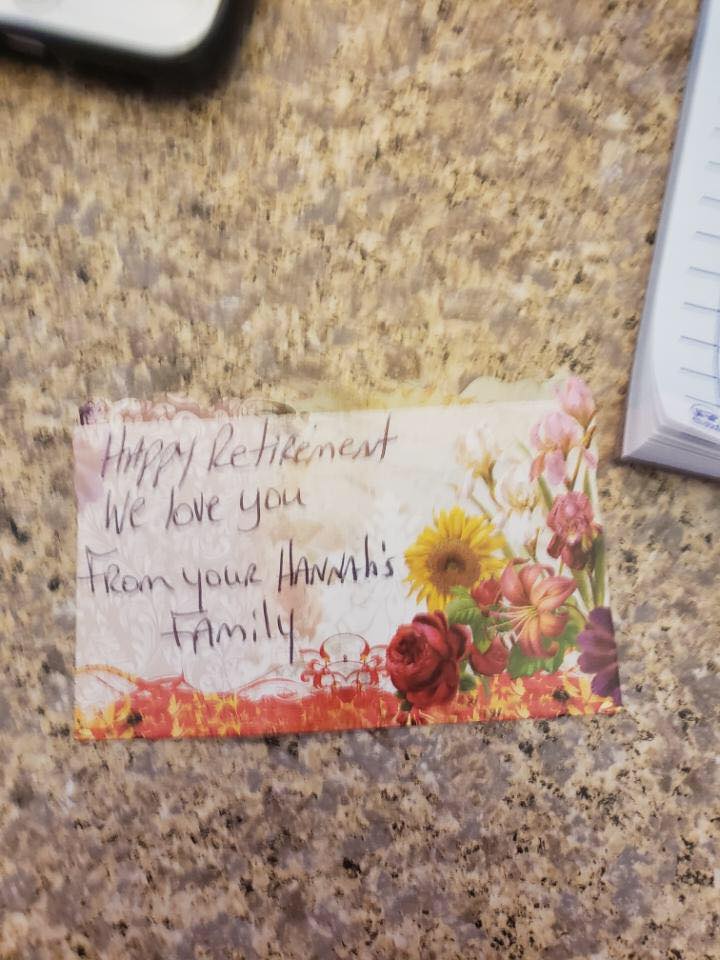 HAppy Retirement
We love you
From your HANNAh's
FAmily